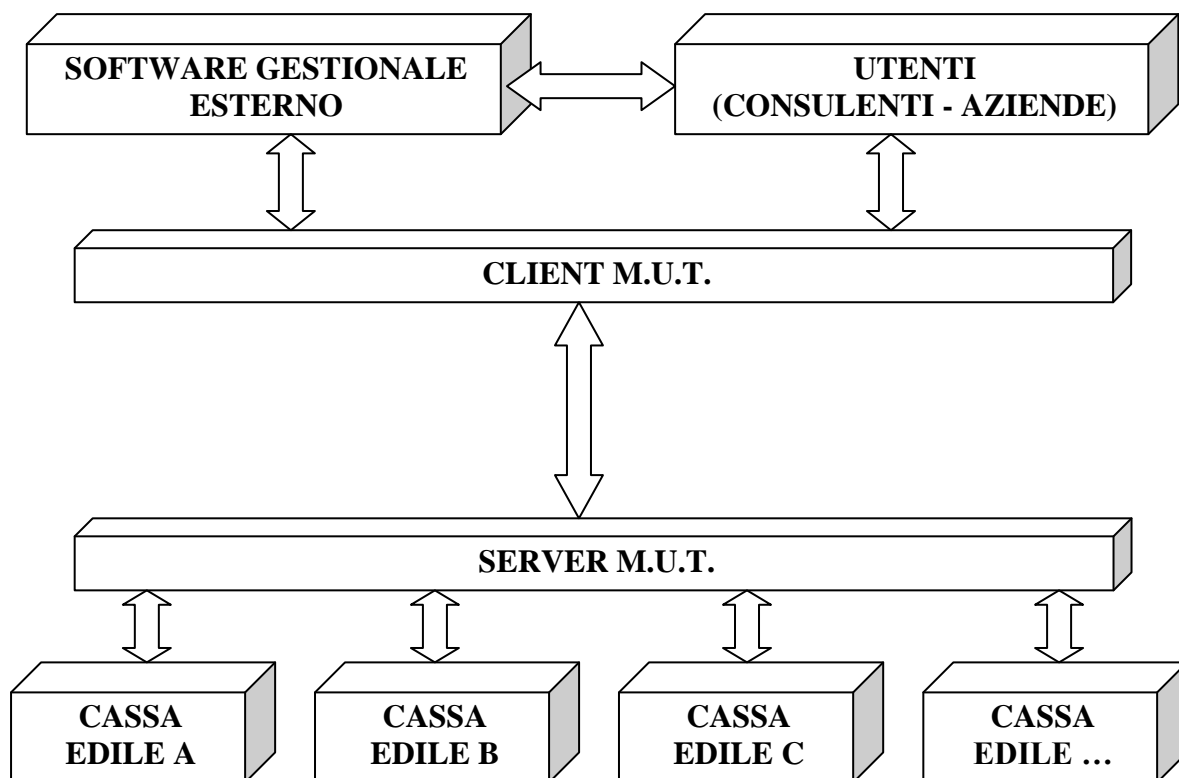 SOFTWARE GESTIONALE
ESTERNO
UTENTI
(CONSULENTI - AZIENDE)
CLIENT M.U.T.
SERVER M.U.T.
CASSA
EDILE A
CASSA
EDILE B
CASSA
EDILE C
CASSA
EDILE …